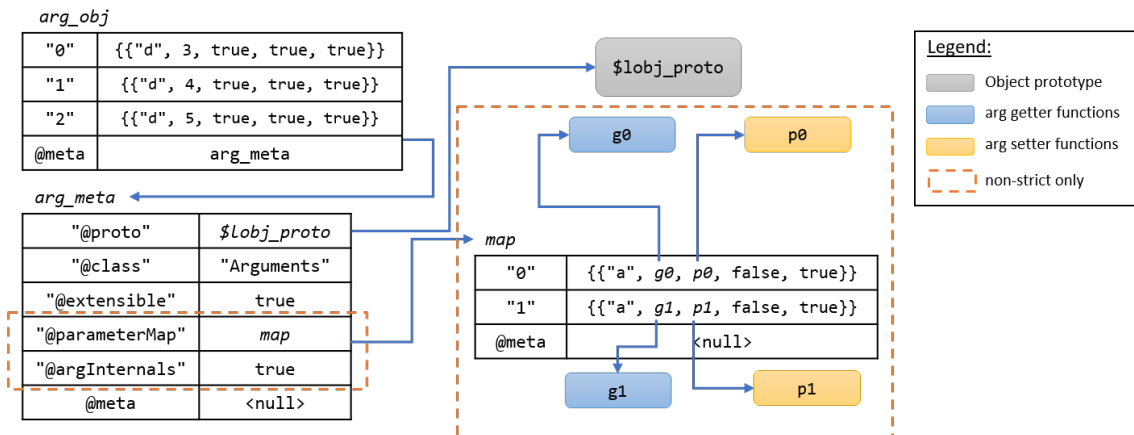 arg_obj
"0" {{"d", 3, true, true, true}}
"1" {{"d", 4, true, true, true}}
"2" {{"d", 5, true, true, true}}
@meta arg_meta
arg_meta
"@proto" $lobj_proto
"@class" "Arguments"
"@extensible" true
"@parameterMap" map
"@argInternals" true
@meta <null>
$lobj_proto
g0 p0
map
"0" {{"a", g0, p0, false, true}}
"1" {{"a", g1, p1, false, true}}
@meta <null>
g1 p1
Legend:
Object prototype
arg getter functions
arg setter functions
non-strict only